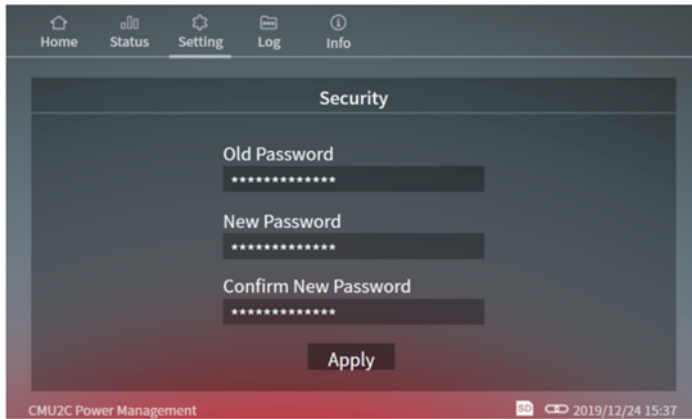 Home Status Setting Log Info
Security
Old Password
*************
New Password
*************
Confirm New Password
*************
Apply
CMU2C Power Management SD 2019/12/24 15:37